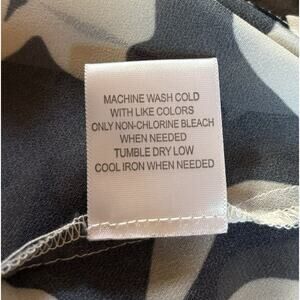 MACHINE WASH COLD
WITH LIKE COLORS
ONLY NON-CHLORINE BLEACH
WHEN NEEDED
TUMBLE DRY LOW
COOL IRON WHEN NEEDED